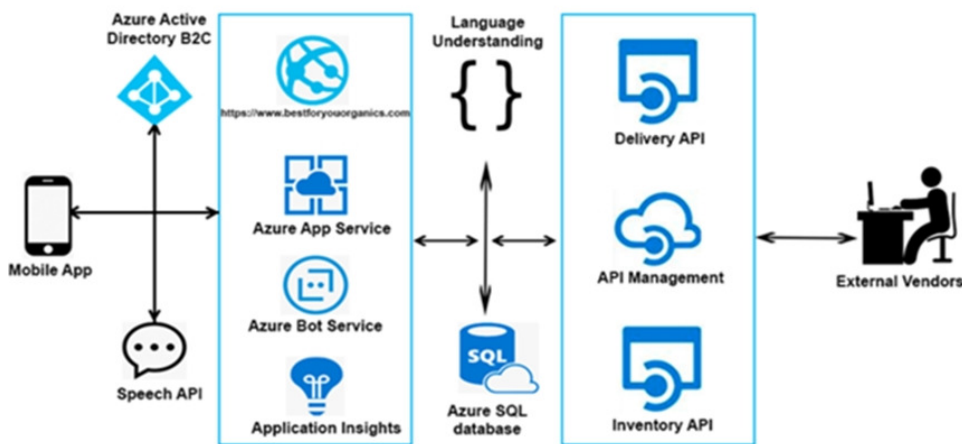 Azure Active
Directory B2C
Mobile App
Speech API
https://www.bestforyouorganics.com
Azure App Service
Azure Bot Service
Application Insights
Language
Understanding
{ }
SQL
Azure SQL
database
Delivery API
API Management
Inventory API
External Vendors